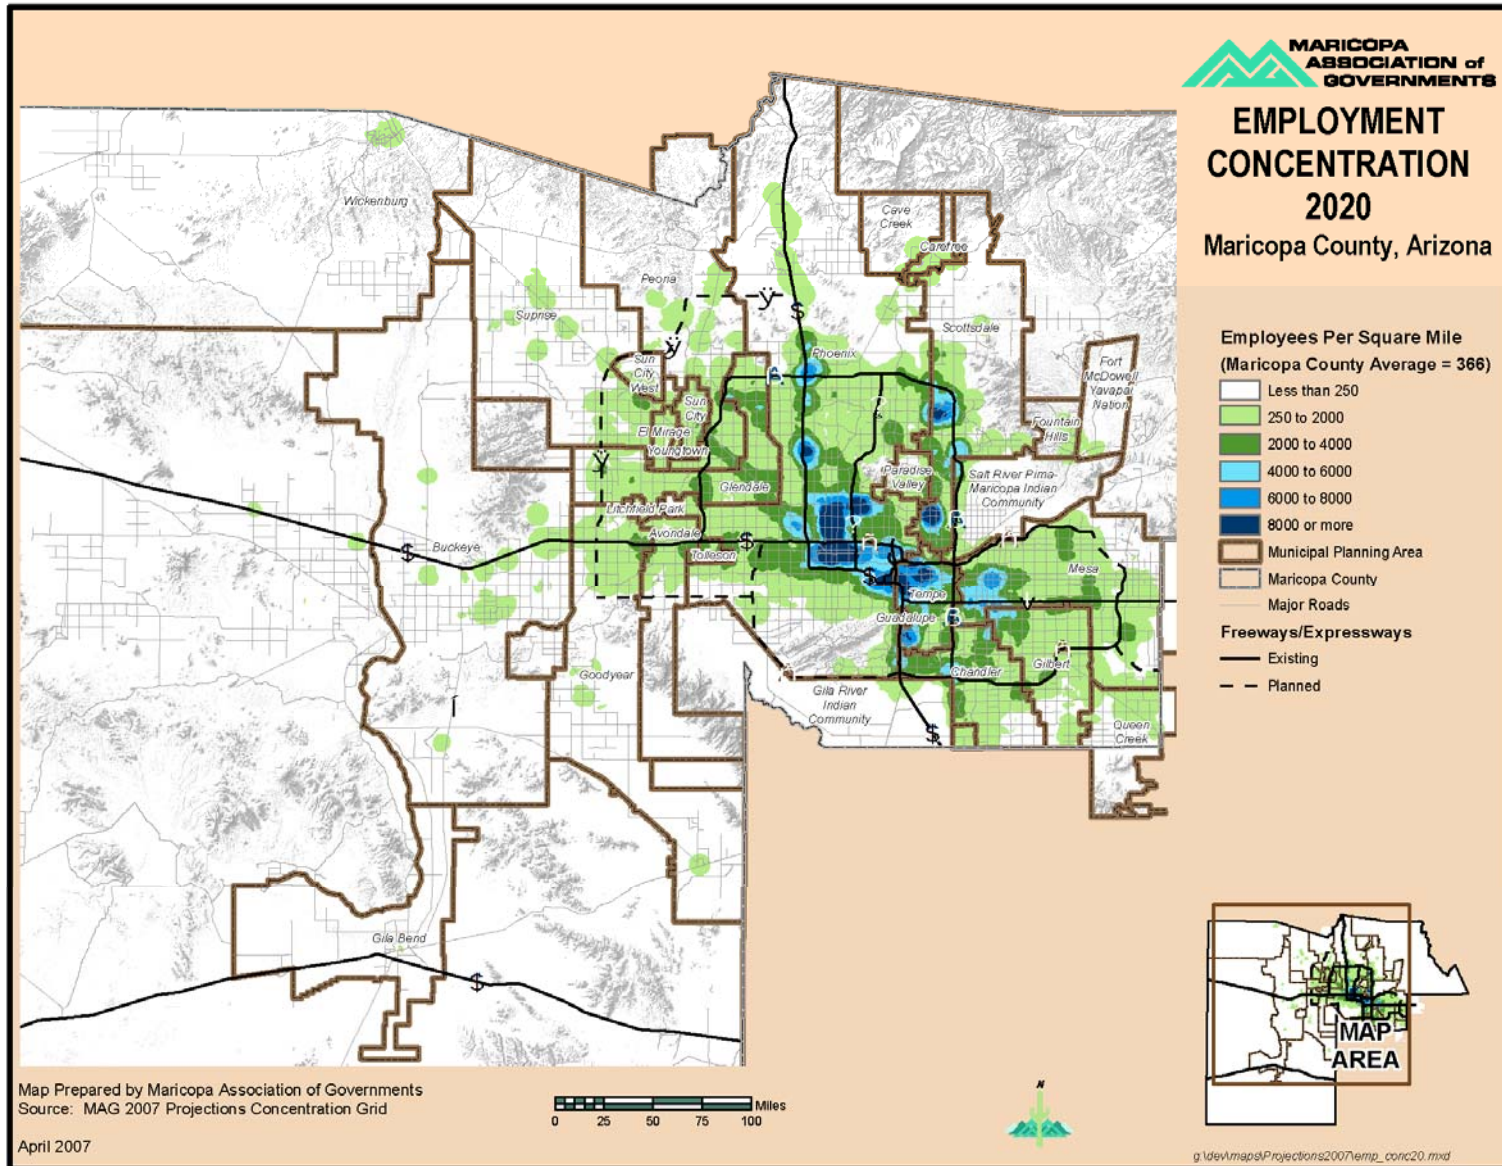 MARICOPA
ASSOCIATION of
GOVERNMENTS
EMPLOYMENT
CONCENTRATION
2020
Maricopa County, Arizona
Employees Per Square Mile
(Maricopa County Average = 366)
Less than 250
250 to 2000
2000 to 4000
4000 to 6000
6000 to 8000
8000 or more
Municipal Planning Area
Maricopa County
Major Roads
Freeways/Expressways
Existing
Planned
Wickenburg
Cave
Creek
Carefree
Peoria
Suprise
Scottsdale
Phoenix
Sun
City
West
Fort
McDowell
Yavapai
Nation
Sun
City
El Mirage
Youngtown
Fountain
Hills
Paradise
Valley
Salt River Pima-
Maricopa Indian
Community
Glendale
Litchfield Park
Avondale
Tolleson
Buckeye
Mesa
Tempe
Guadalupe
Goodyear
Chandler
Gilbert
Gila River
Indian
Community
Queen
Creek
Gila Bend
MAP
AREA
Map Prepared by Maricopa Association of Governments
Source: MAG 2007 Projections Concentration Grid
April 2007
Miles
0 25 50 75 100
N
g:\dev\maps\Projections2007\emp_conc20.mxd